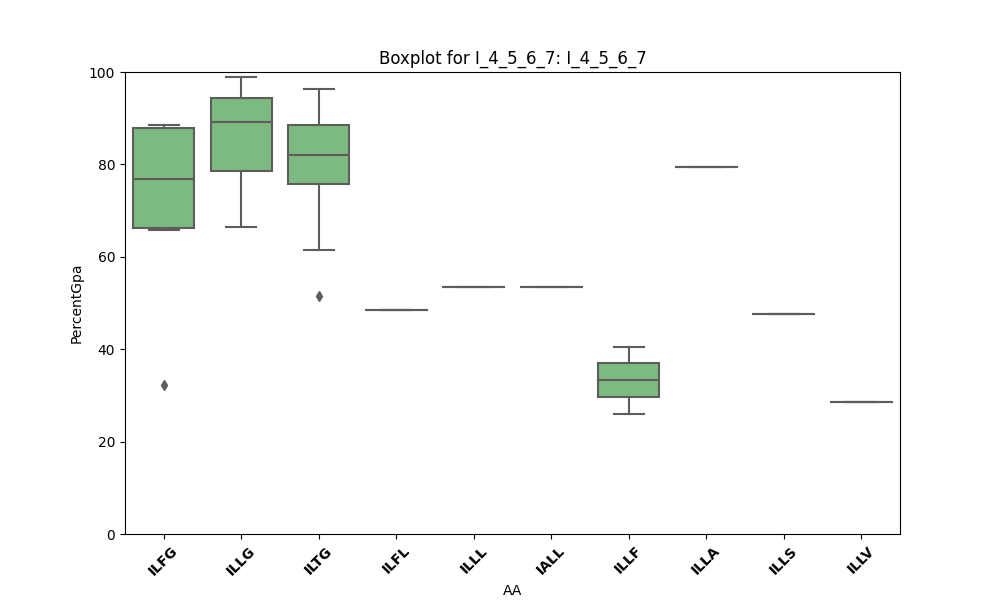 Boxplot for I_4_5_6_7: I_4_5_6_7
100
80
60
40
20
0
PercentGpa
ILFG
ILLG
ILTG
ILFL
ILLL
IALL
ILLF
ILLA
ILLS
ILLV
AA